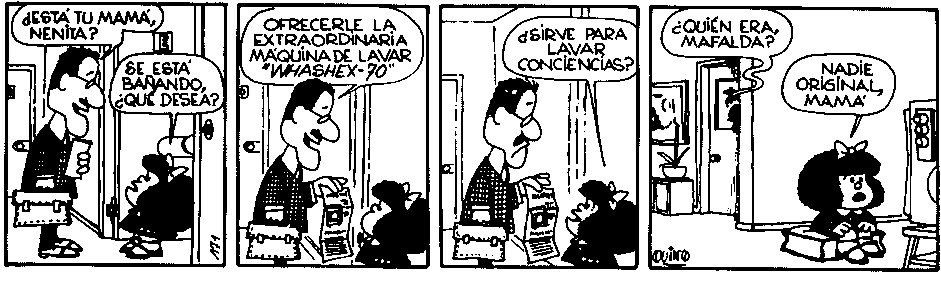 ¿ESTÁ TU MAMÁ,
NENITA?
SE ESTÁ
BAÑANDO,
¿QUÉ DESEA?
171
OFRECERLE LA
EXTRAORDINARIA
MÁQUINA DE LAVAR
"WHASHEX-70"
¿SIRVE PARA
LAVAR
CONCIENCIAS?
¿QUIÉN ERA,
MAFALDA?
NADIE
ORIGINAL,
MAMÁ
QUINO